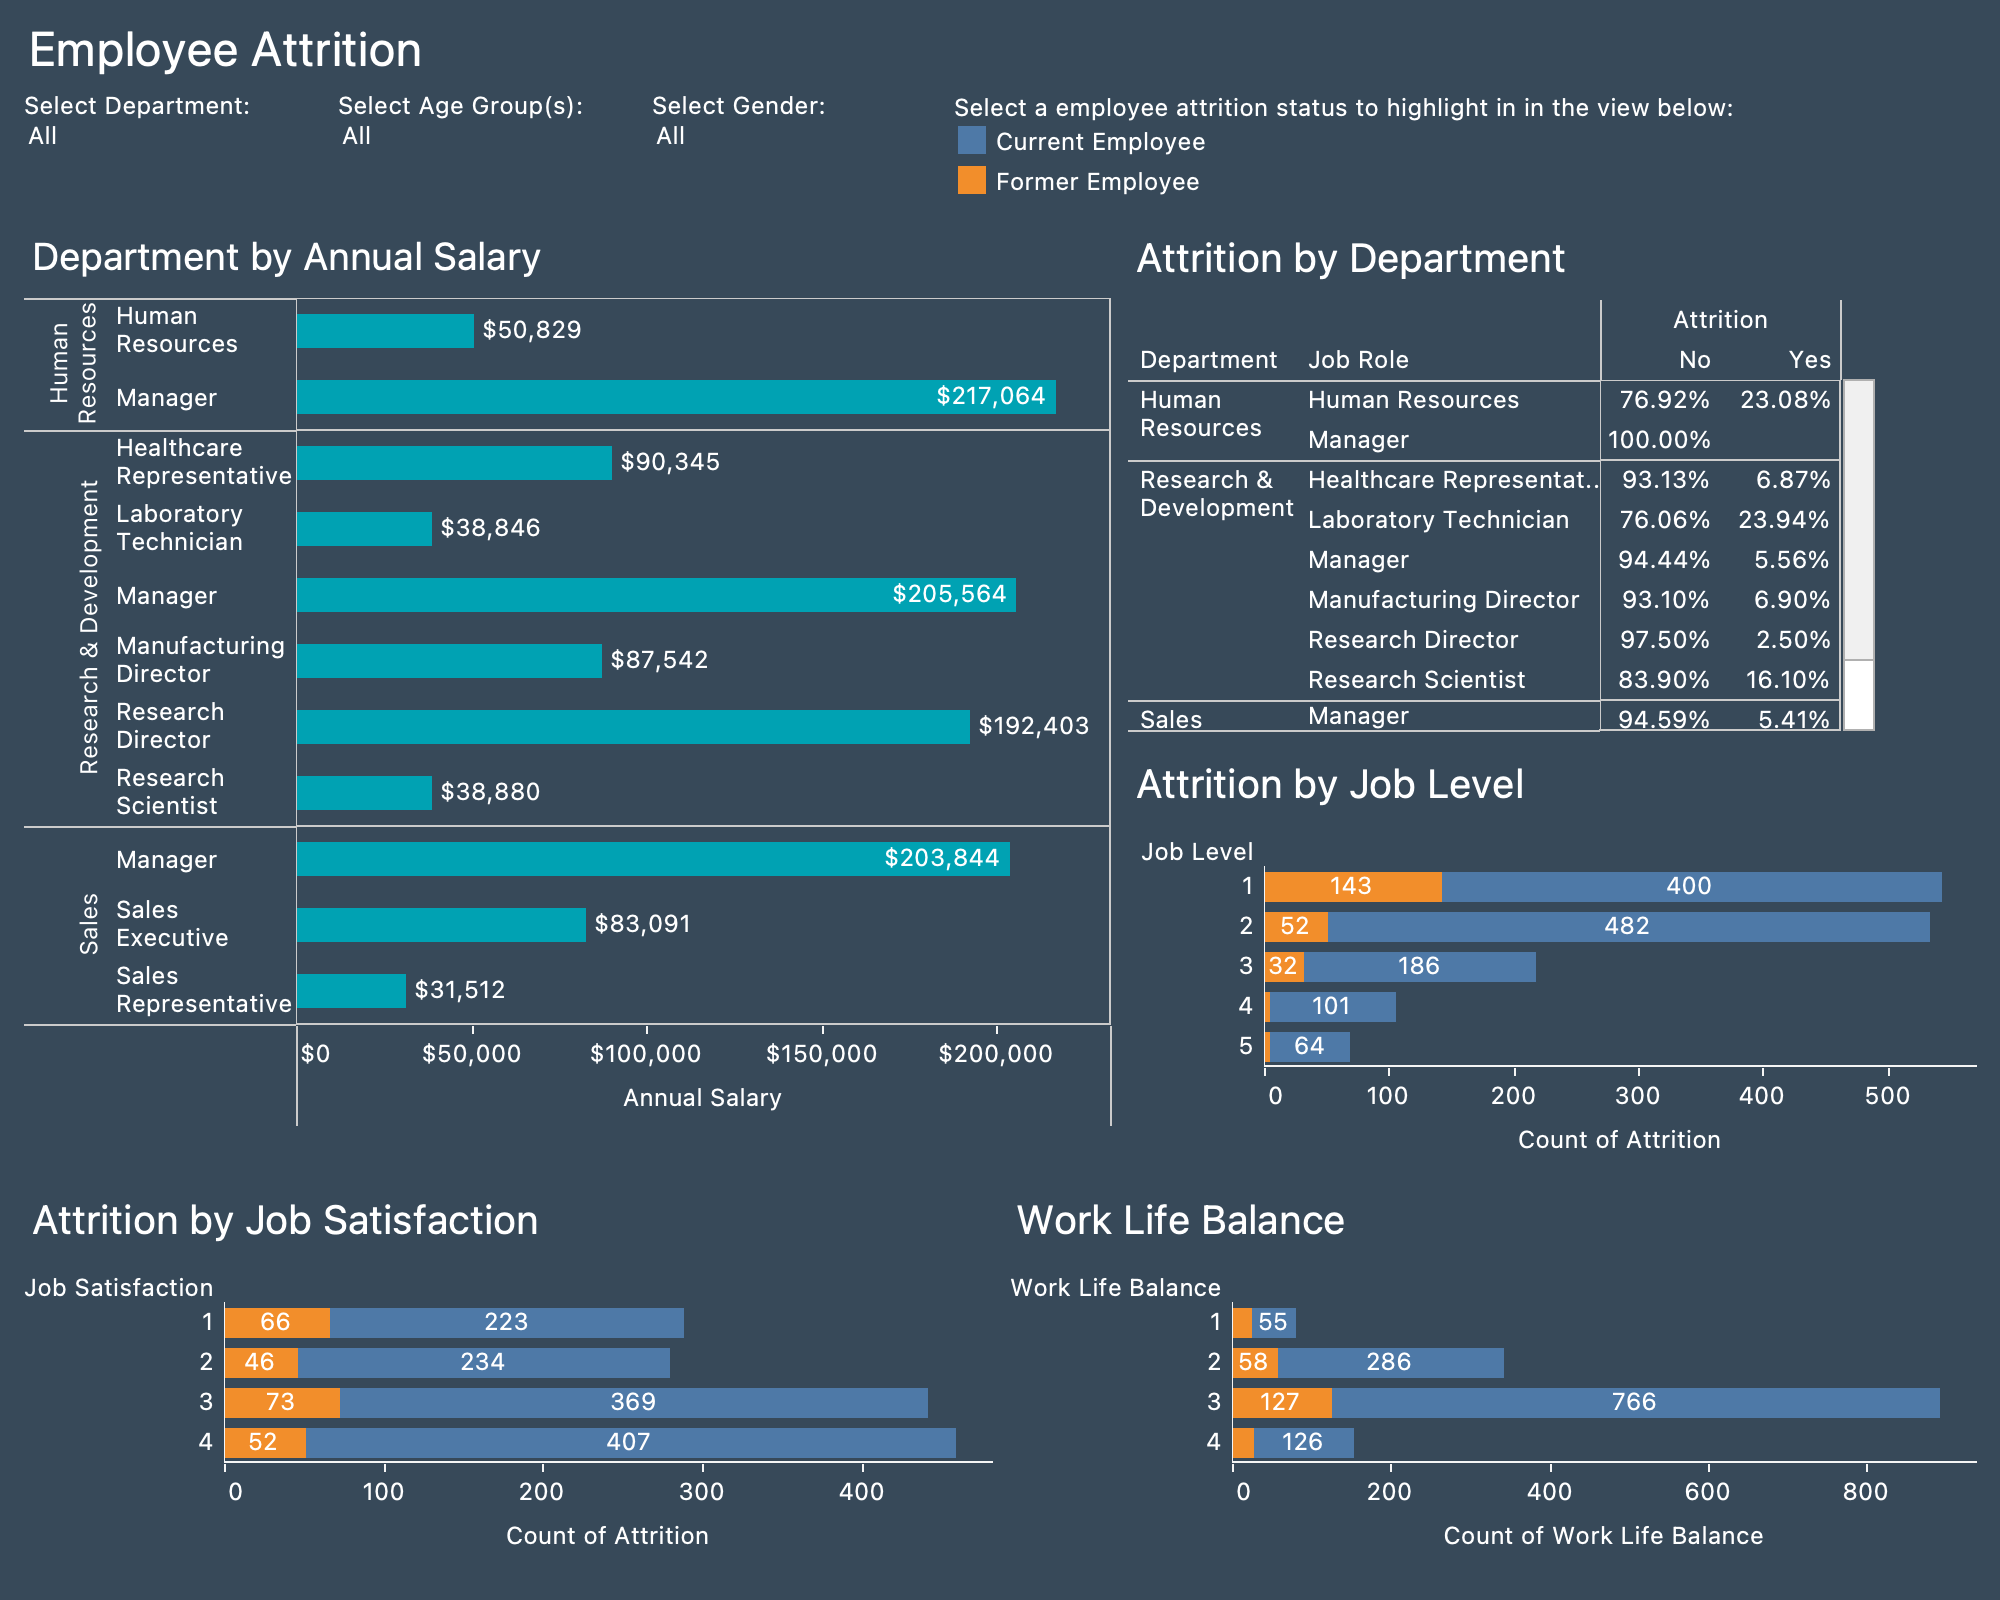 Employee Attrition
Select Department:
All
Select Age Group(s):
All
Select Gender:
All
Select a employee attrition status to highlight in in the view below:
Current Employee
Former Employee
Department by Annual Salary
Human
Resources
Human
Resources
$50,829
Manager
$217,064
Research & Development
Healthcare
Representative
$90,345
Laboratory
Technician
$38,846
Manager
$205,564
Manufacturing
Director
$87,542
Research
Director
$192,403
Research
Scientist
$38,880
Sales
Manager
$203,844
Sales
Executive
$83,091
Sales
Representative
$31,512
$0 $50,000 $100,000 $150,000 $200,000
Annual Salary
Attrition by Department
Attrition
Department Job Role No Yes
Human
Resources
Human Resources 76.92% 23.08%
Manager 100.00%
Research &
Development
Healthcare Representat.. 93.13% 6.87%
Laboratory Technician 76.06% 23.94%
Manager 94.44% 5.56%
Manufacturing Director 93.10% 6.90%
Research Director 97.50% 2.50%
Research Scientist 83.90% 16.10%
Sales Manager 94.59% 5.41%
Attrition by Job Level
Job Level
1 143 400
2 52 482
3 32 186
4 101
5 64
0 100 200 300 400 500
Count of Attrition
Attrition by Job Satisfaction
Job Satisfaction
1 66 223
2 46 234
3 73 369
4 52 407
0 100 200 300 400
Count of Attrition
Work Life Balance
Work Life Balance
1 55
2 58 286
3 127 766
4 126
0 200 400 600 800
Count of Work Life Balance